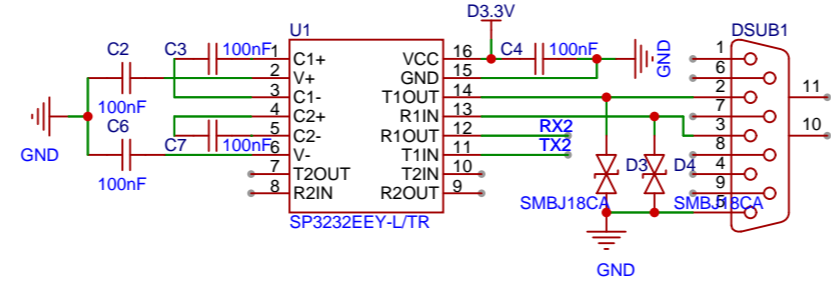 D3.3V
U1
DSUB1
C2
C3
100nF
1
C1+
VCC
16
C4
100nF
GND
1
2
V+
GND
15
6
100nF
3
C1-
T1OUT
14
2
11
4
C2+
R1IN
13
7
C6
C7
100nF
5
C2-
R1OUT
12
RX2
3
10
GND
6
V-
T1IN
11
TX2
8
100nF
7
T2OUT
T2IN
10
D3
D4
4
8
R2IN
R2OUT
9
9
SMBJ18CA
SMBJ18CA
5
SP3232EEY-L/TR
GND